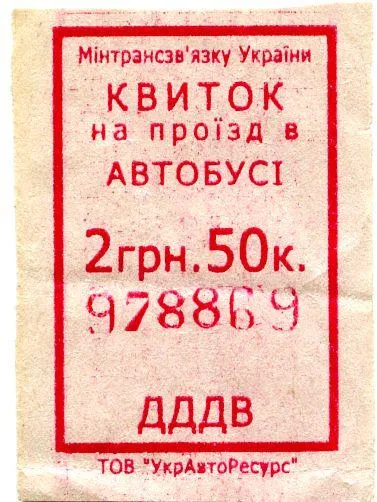 Мінтрансзв'язку України
КВИТОК
на проїзд в
АВТОБУСІ
2грн.50к.
978869
ДДДВ
ТОВ "УкрАвтоРесурс"